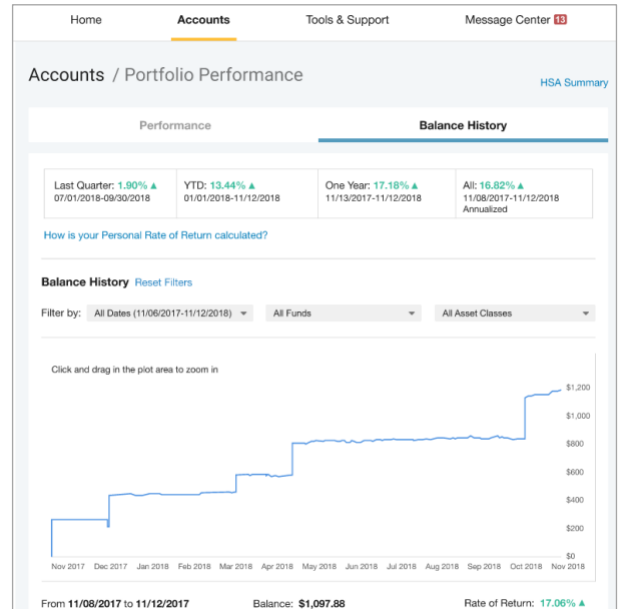 Home Accounts Tools & Support Message Center 13
Accounts / Portfolio Performance
HSA Summary
Performance Balance History
Last Quarter: 1.90% ▲ YTD: 13.44% ▲ One Year: 17.18% ▲ All: 16.82% ▲
07/01/2018-09/30/2018 01/01/2018-11/12/2018 11/13/2017-11/12/2018 11/08/2017-11/12/2018
Annualized
How is your Personal Rate of Return calculated?
Balance History Reset Filters
Filter by: All Dates (11/06/2017-11/12/2018) All Funds All Asset Classes
Click and drag in the plot area to zoom in
$1,200
$1,000
$800
$600
$400
$200
$0
Nov 2017 Dec 2017 Jan 2018 Feb 2018 Mar 2018 Apr 2018 May 2018 Jun 2018 Jul 2018 Aug 2018 Sep 2018 Oct 2018 Nov 2018
From 11/08/2017 to 11/12/2017 Balance: $1,097.88 Rate of Return: 17.06% ▲